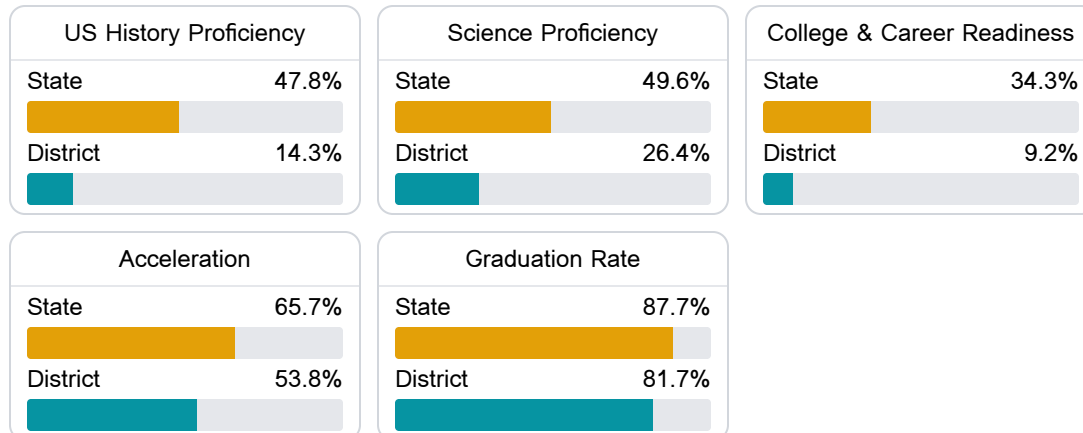 US History Proficiency
State 47.8%
District 14.3%
Science Proficiency
State 49.6%
District 26.4%
College & Career Readiness
State 34.3%
District 9.2%
Acceleration
State 65.7%
District 53.8%
Graduation Rate
State 87.7%
District 81.7%